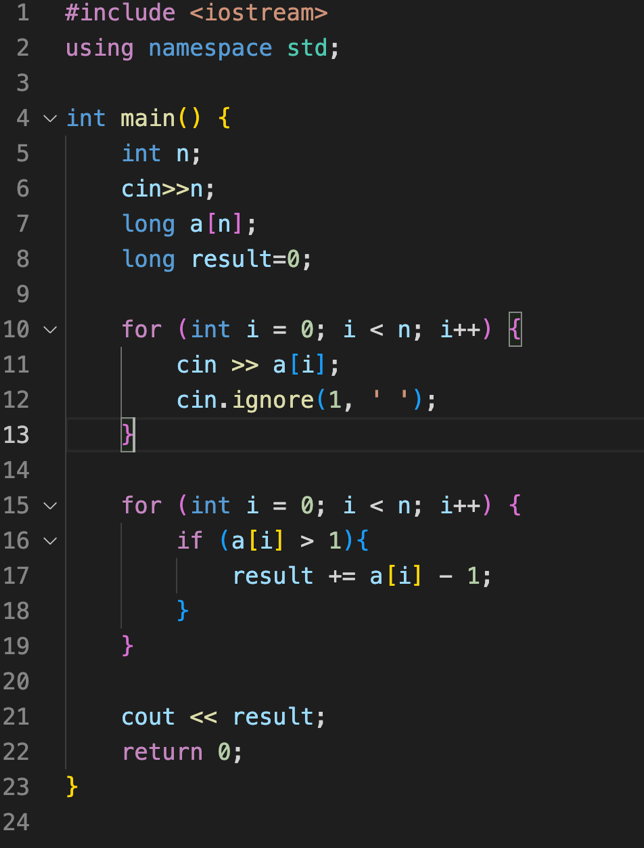 1 #include <iostream>
2 using namespace std;
3
4 int main() {
5     int n;
6     cin>>n;
7     long a[n];
8     long result=0;
9
10     for (int i = 0; i < n; i++) {
11         cin >> a[i];
12         cin.ignore(1, ' ');
13     }
14
15     for (int i = 0; i < n; i++) {
16         if (a[i] > 1){
17             result += a[i] - 1;
18         }
19     }
20
21     cout << result;
22     return 0;
23 }
24